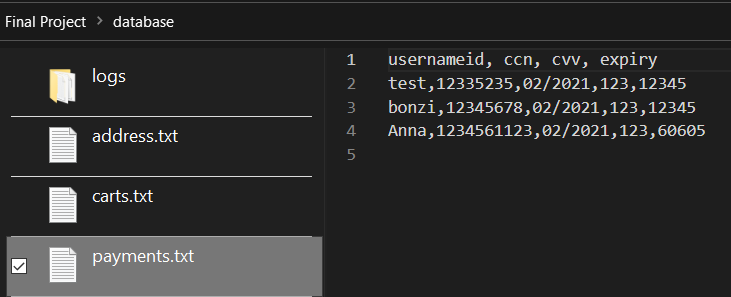 Final Project > database
logs
address.txt
carts.txt
payments.txt
1 usernameid, ccn, cvv, expiry
2 test,12335235,02/2021,123,12345
3 bonzi,12345678,02/2021,123,12345
4 Anna,1234561123,02/2021,123,60605
5